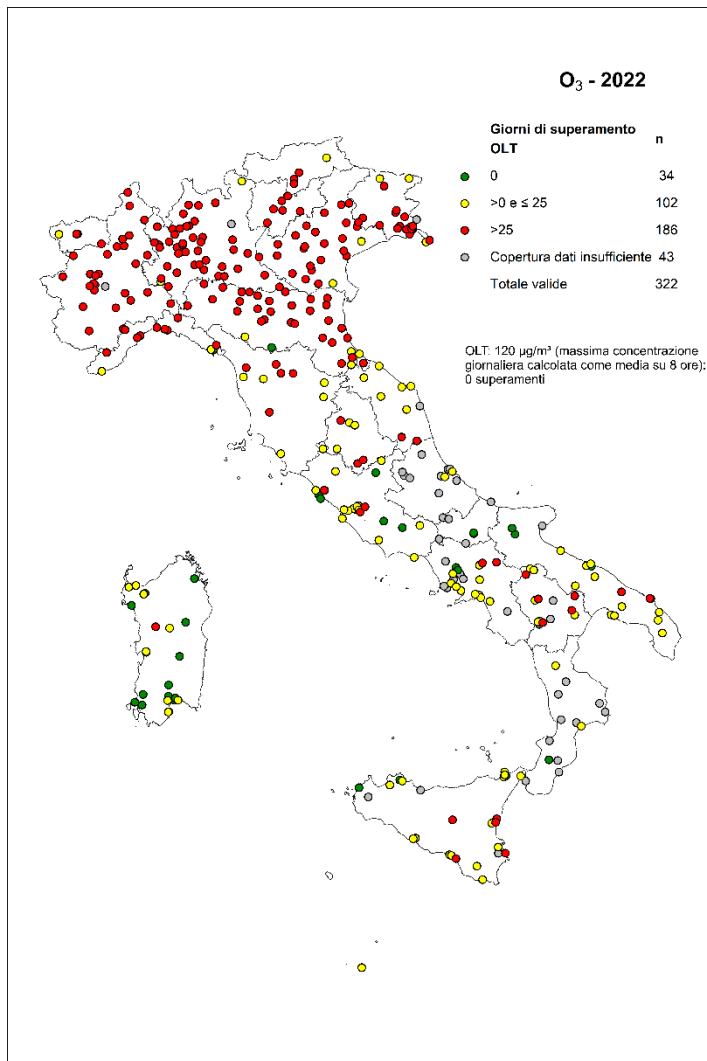 O₃ - 2022
Giorni di superamento n
OLT
0 34
>0 e ≤ 25 102
>25 186
Copertura dati insufficiente 43
Totale valide 322
OLT: 120 µg/m³ (massima concentrazione
giornaliera calcolata come media su 8 ore):
0 superamenti